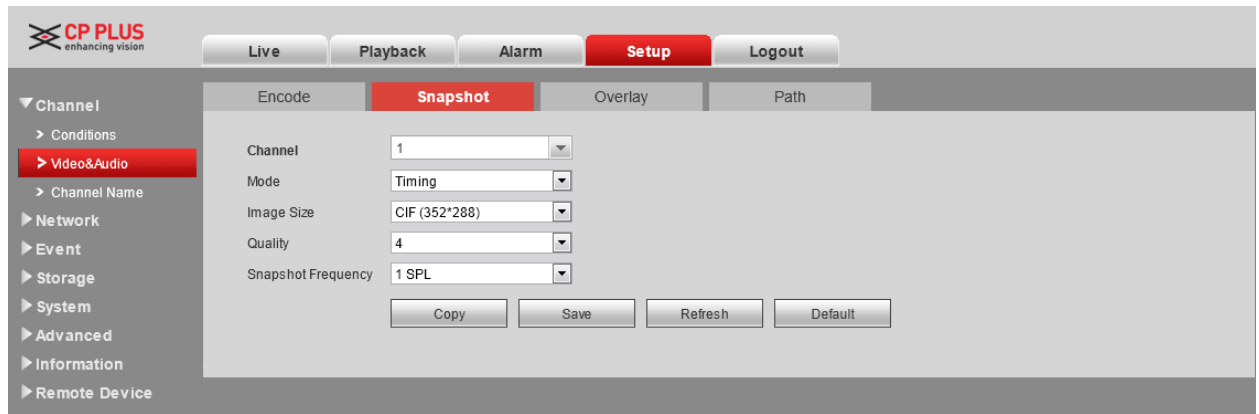 CP PLUS
enhancing vision
Live Playback Alarm Setup Logout
Encode Snapshot Overlay Path
Channel
> Conditions
> Video&Audio
> Channel Name
Network
Event
Storage
System
Advanced
Information
Remote Device
Channel 1
Mode Timing
Image Size CIF (352*288)
Quality 4
Snapshot Frequency 1 SPL
Copy Save Refresh Default